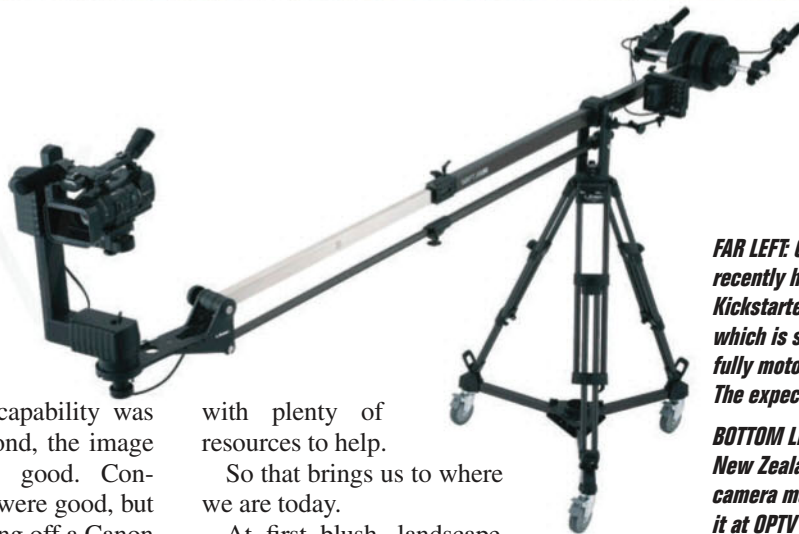 capability was
ond, the image
good. Con-
were good, but
ng off a Canon
with plenty of
resources to help.
So that brings us to where
we are today.
At first blush, landscape
FAR LEFT:
recently h
Kickstarte
which is s
fully moto
The expec
BOTTOM L
New Zeala
camera m
it at OPTV